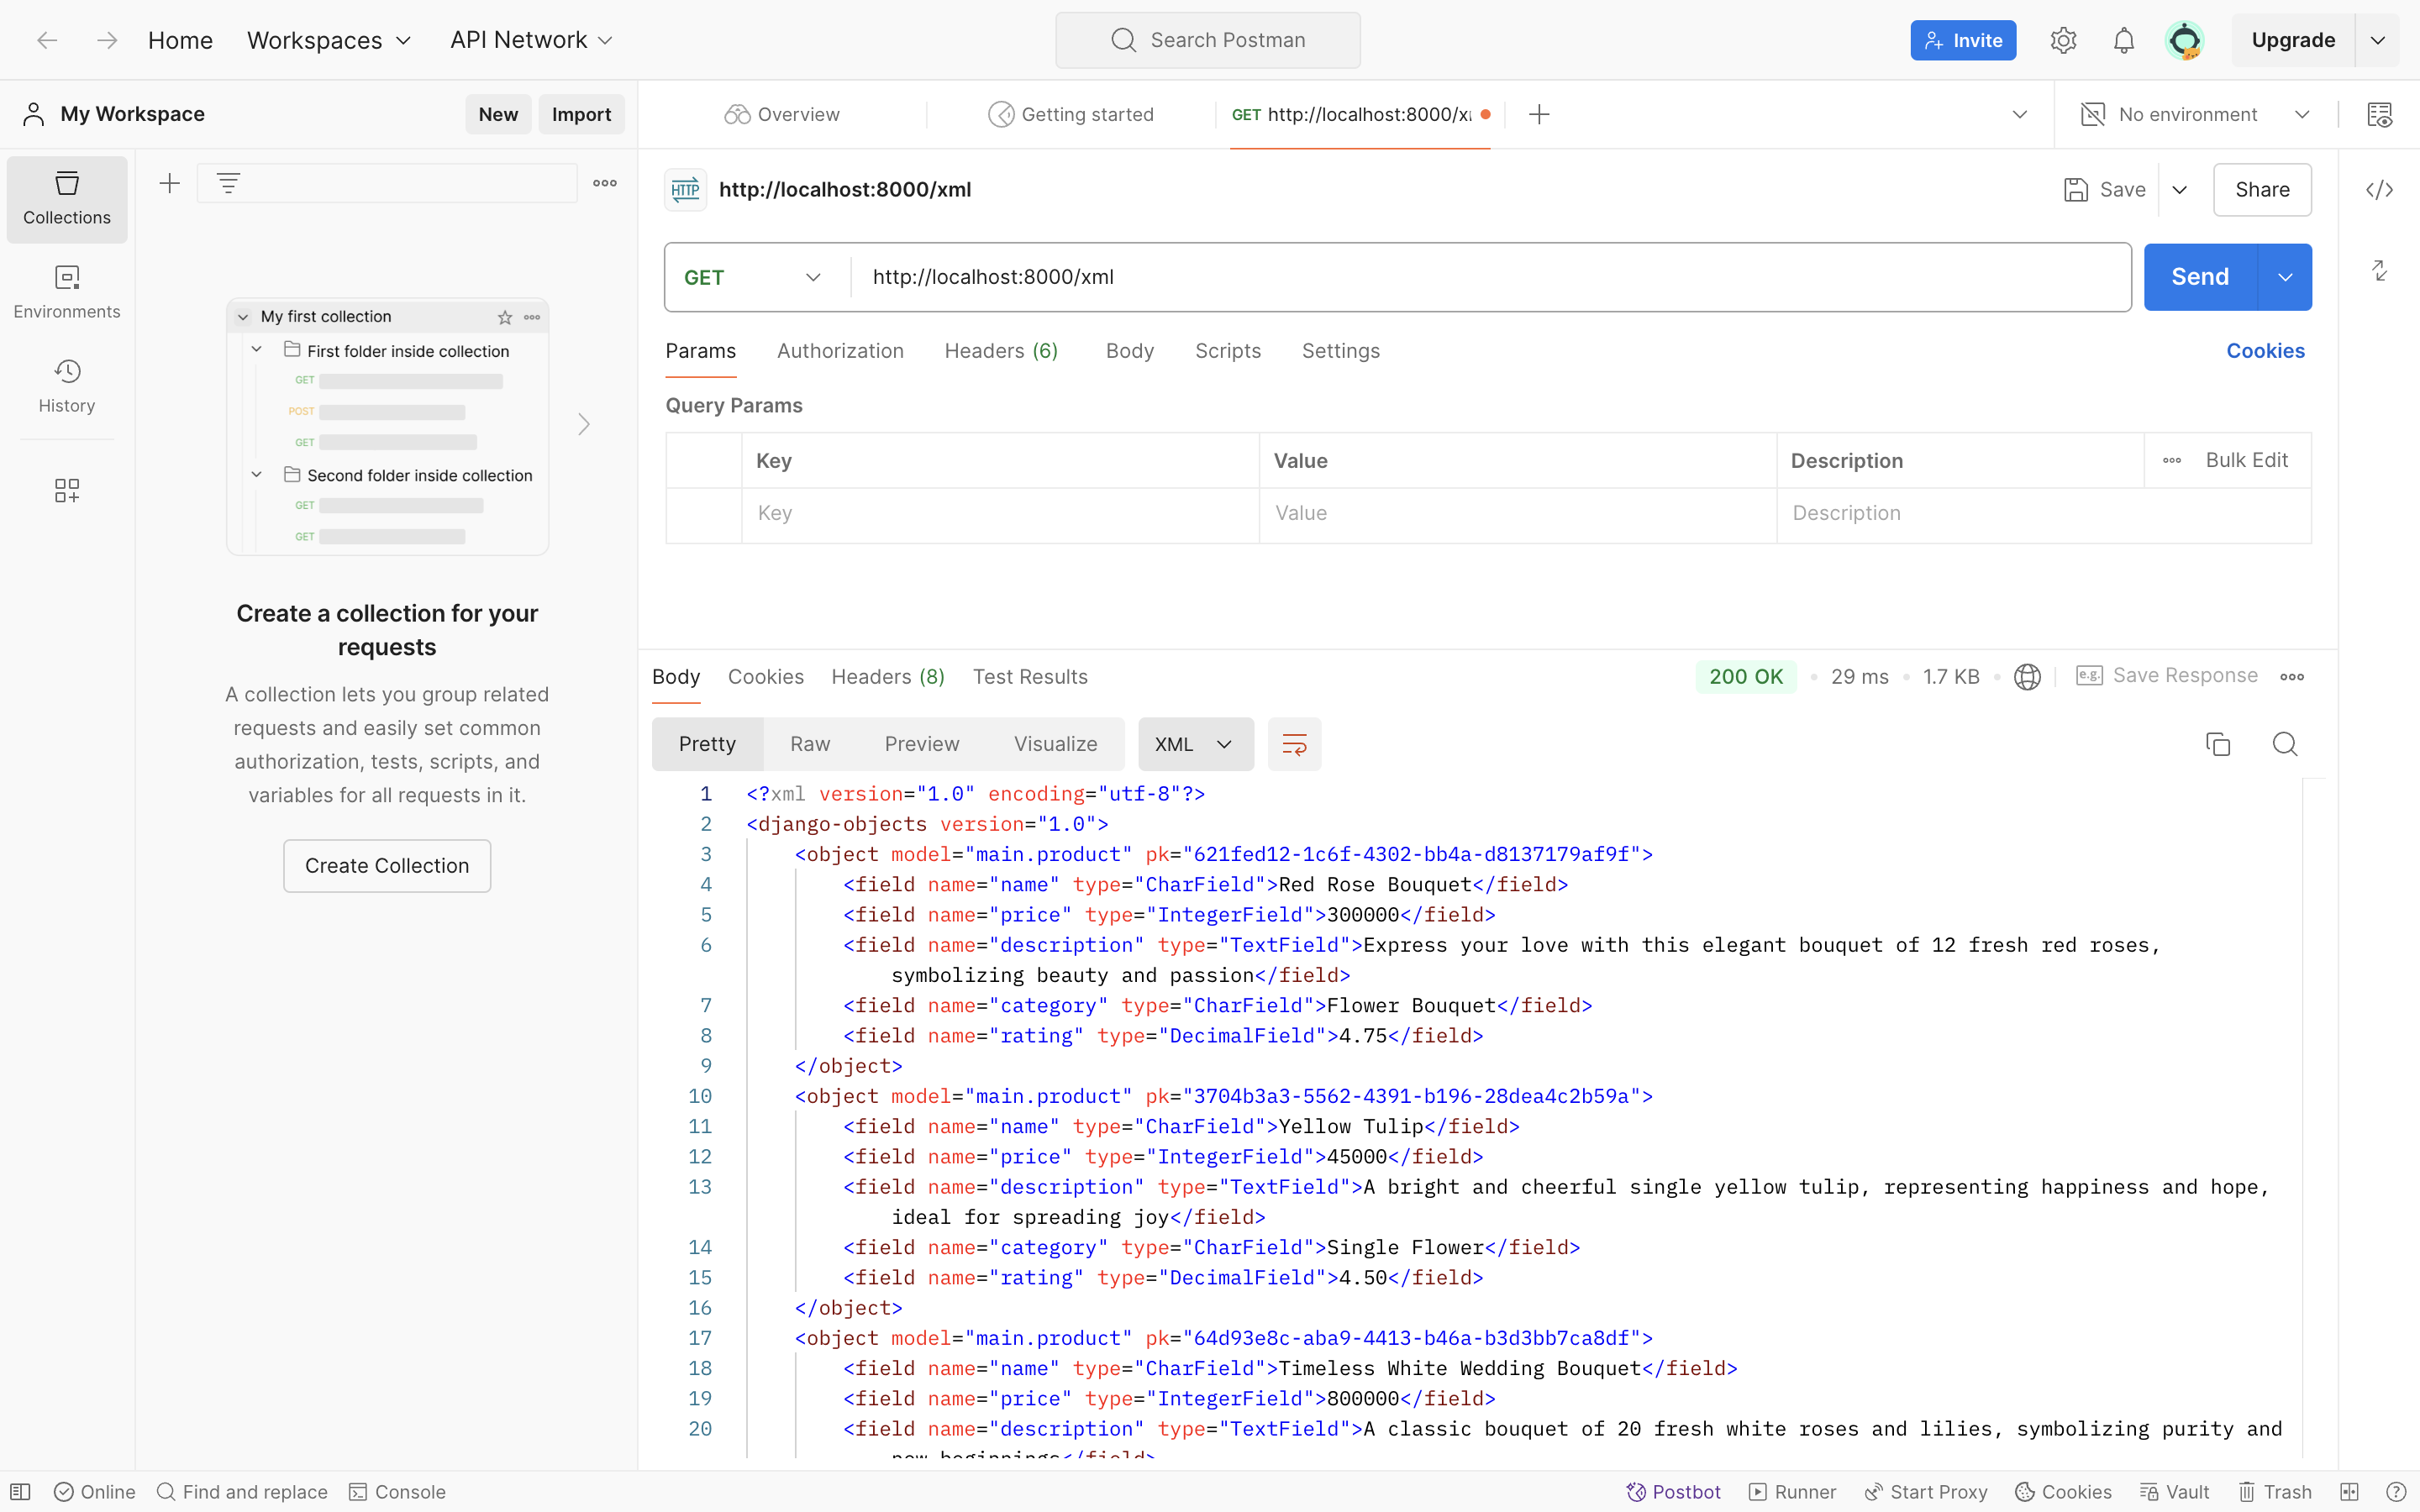 Home Workspaces API Network Search Postman Invite Upgrade
My Workspace New Import Overview Getting started GET http://localhost:8000/x No environment
Collections
Environments
History
My first collection
First folder inside collection
GET
POST
GET
Second folder inside collection
GET
GET
Create a collection for your
requests
A collection lets you group related
requests and easily set common
authorization, tests, scripts, and
variables for all requests in it.
Create Collection
HTTP http://localhost:8000/xml Save Share
GET http://localhost:8000/xml Send
Params Authorization Headers (6) Body Scripts Settings Cookies
Query Params
Key Value Description Bulk Edit
Key Value Description
Body Cookies Headers (8) Test Results 200 OK 29 ms 1.7 KB e.g. Save Response
Pretty Raw Preview Visualize XML
1 <?xml version="1.0" encoding="utf-8"?>
2 <django-objects version="1.0">
3 <object model="main.product" pk="621fed12-1c6f-4302-bb4a-d8137179af9f">
4 <field name="name" type="CharField">Red Rose Bouquet</field>
5 <field name="price" type="IntegerField">300000</field>
6 <field name="description" type="TextField">Express your love with this elegant bouquet of 12 fresh red roses,
symbolizing beauty and passion</field>
7 <field name="category" type="CharField">Flower Bouquet</field>
8 <field name="rating" type="DecimalField">4.75</field>
9 </object>
10 <object model="main.product" pk="3704b3a3-5562-4391-b196-28dea4c2b59a">
11 <field name="name" type="CharField">Yellow Tulip</field>
12 <field name="price" type="IntegerField">45000</field>
13 <field name="description" type="TextField">A bright and cheerful single yellow tulip, representing happiness and hope,
ideal for spreading joy</field>
14 <field name="category" type="CharField">Single Flower</field>
15 <field name="rating" type="DecimalField">4.50</field>
16 </object>
17 <object model="main.product" pk="64d93e8c-aba9-4413-b46a-b3d3bb7ca8df">
18 <field name="name" type="CharField">Timeless White Wedding Bouquet</field>
19 <field name="price" type="IntegerField">800000</field>
20 <field name="description" type="TextField">A classic bouquet of 20 fresh white roses and lilies, symbolizing purity and
new beginnings</field>
Online Find and replace Console Postbot Runner Start Proxy Cookies Vault Trash